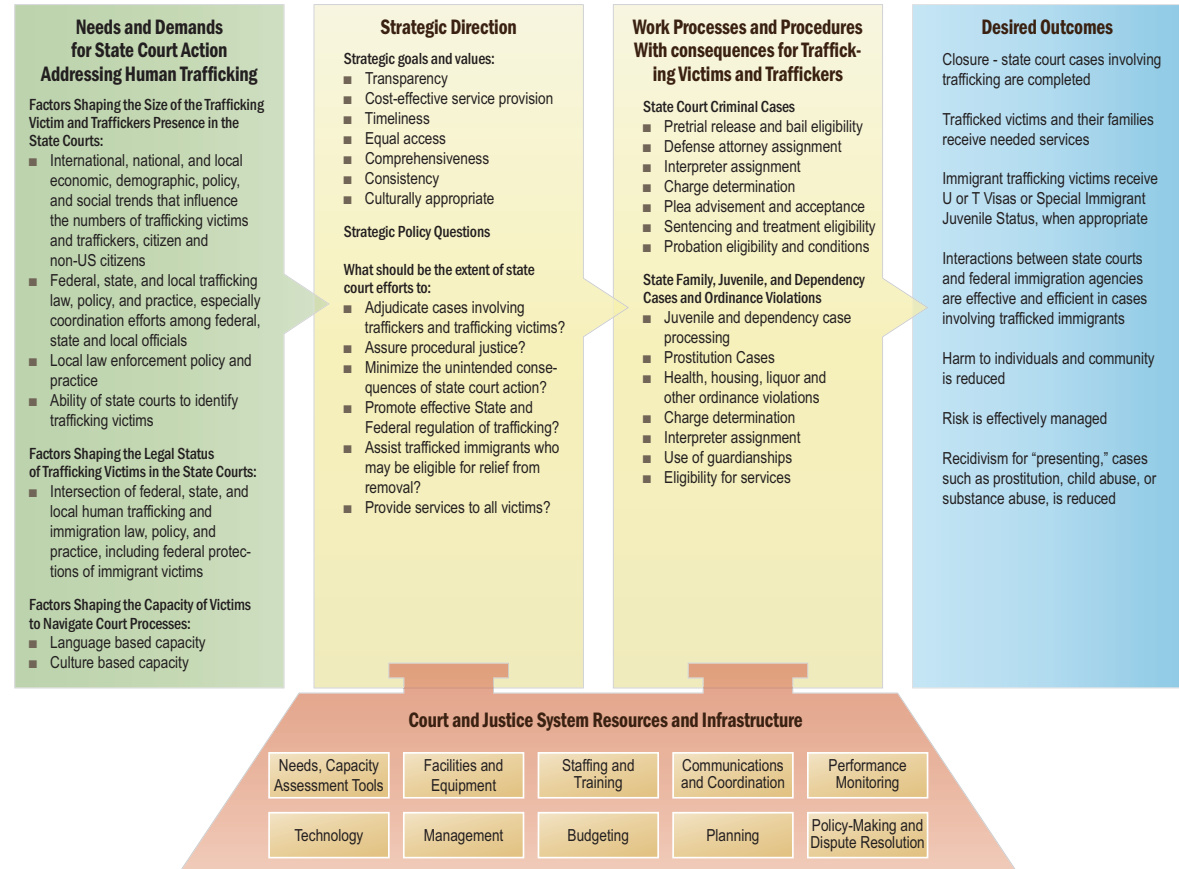 Needs and Demands
for State Court Action
Addressing Human Trafficking
Factors Shaping the Size of the Trafficking
Victim and Traffickers Presence in the
State Courts:
■ International, national, and local
economic, demographic, policy,
and social trends that influence
the numbers of trafficking victims
and traffickers, citizen and
non-US citizens
■ Federal, state, and local trafficking
law, policy, and practice, especially
coordination efforts among federal,
state and local officials
■ Local law enforcement policy and
practice
■ Ability of state courts to identify
trafficking victims
Factors Shaping the Legal Status
of Trafficking Victims in the State Courts:
■ Intersection of federal, state, and
local human trafficking and
immigration law, policy, and
practice, including federal protec-
tions of immigrant victims
Factors Shaping the Capacity of Victims
to Navigate Court Processes:
■ Language based capacity
■ Culture based capacity
Strategic Direction
Strategic goals and values:
■ Transparency
■ Cost-effective service provision
■ Timeliness
■ Equal access
■ Comprehensiveness
■ Consistency
■ Culturally appropriate
Strategic Policy Questions
What should be the extent of state
court efforts to:
■ Adjudicate cases involving
traffickers and trafficking victims?
■ Assure procedural justice?
■ Minimize the unintended conse-
quences of state court action?
■ Promote effective State and
Federal regulation of trafficking?
■ Assist trafficked immigrants who
may be eligible for relief from
removal?
■ Provide services to all victims?
Work Processes and Procedures
With consequences for Traffick-
ing Victims and Traffickers
State Court Criminal Cases
■ Pretrial release and bail eligibility
■ Defense attorney assignment
■ Interpreter assignment
■ Charge determination
■ Plea advisement and acceptance
■ Sentencing and treatment eligibility
■ Probation eligibility and conditions
State Family, Juvenile, and Dependency
Cases and Ordinance Violations
■ Juvenile and dependency case
processing
■ Prostitution Cases
■ Health, housing, liquor and
other ordinance violations
■ Charge determination
■ Interpreter assignment
■ Use of guardianships
■ Eligibility for services
Desired Outcomes
Closure - state court cases involving
trafficking are completed
Trafficked victims and their families
receive needed services
Immigrant trafficking victims receive
U or T Visas or Special Immigrant
Juvenile Status, when appropriate
Interactions between state courts
and federal immigration agencies
are effective and efficient in cases
involving trafficked immigrants
Harm to individuals and community
is reduced
Risk is effectively managed
Recidivism for “presenting,” cases
such as prostitution, child abuse, or
substance abuse, is reduced
Court and Justice System Resources and Infrastructure
Needs, Capacity
Assessment Tools
Facilities and
Equipment
Staffing and
Training
Communications
and Coordination
Performance
Monitoring
Technology
Management
Budgeting
Planning
Policy-Making and
Dispute Resolution